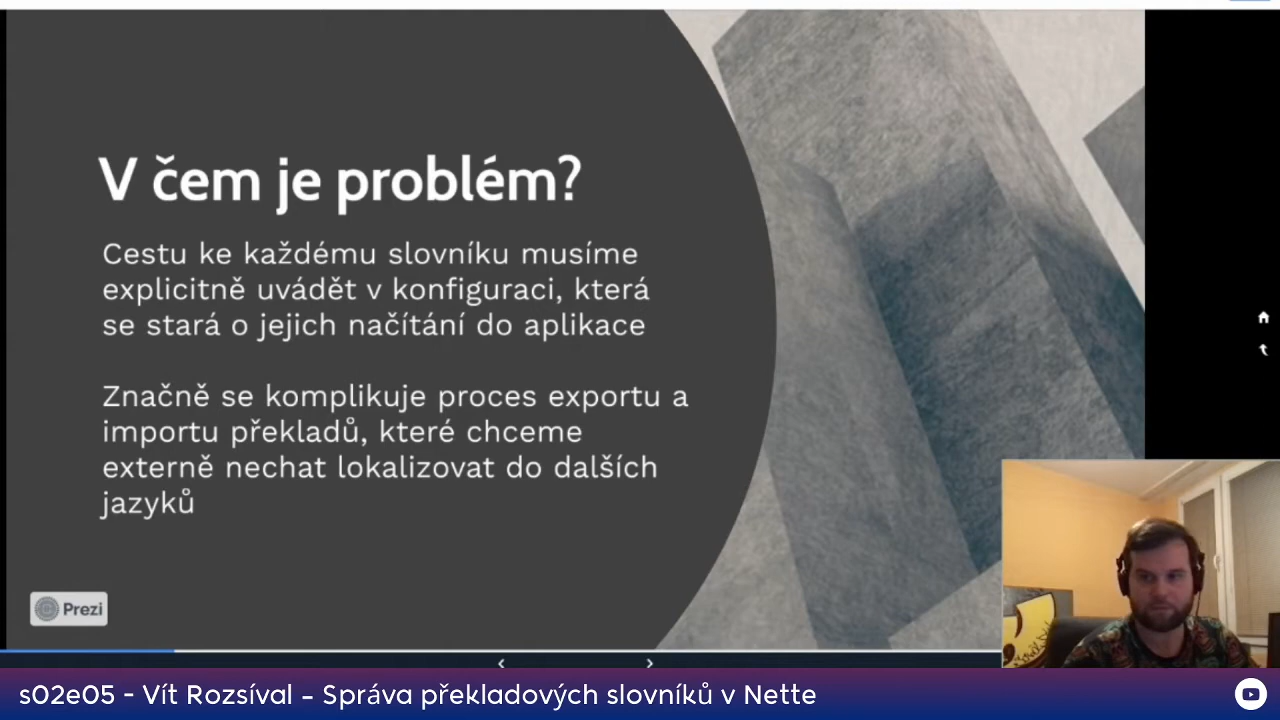 V čem je problém?
Cestu ke každému slovníku musíme
explicitně uvádět v konfiguraci, která
se stará o jejich načítání do aplikace
Značně se komplikuje proces exportu a
importu překladů, které chceme
externě nechat lokalizovat do dalších
jazyků
Prezi
s02e05 - Vít Rozsíval – Správa překladových slovníků v Nette